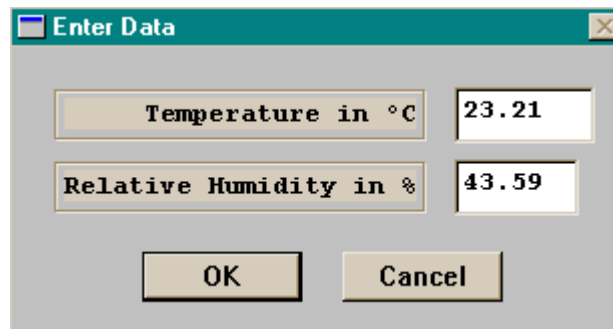 Enter Data
Temperature in °C 23.21
Relative Humidity in % 43.59
OK Cancel